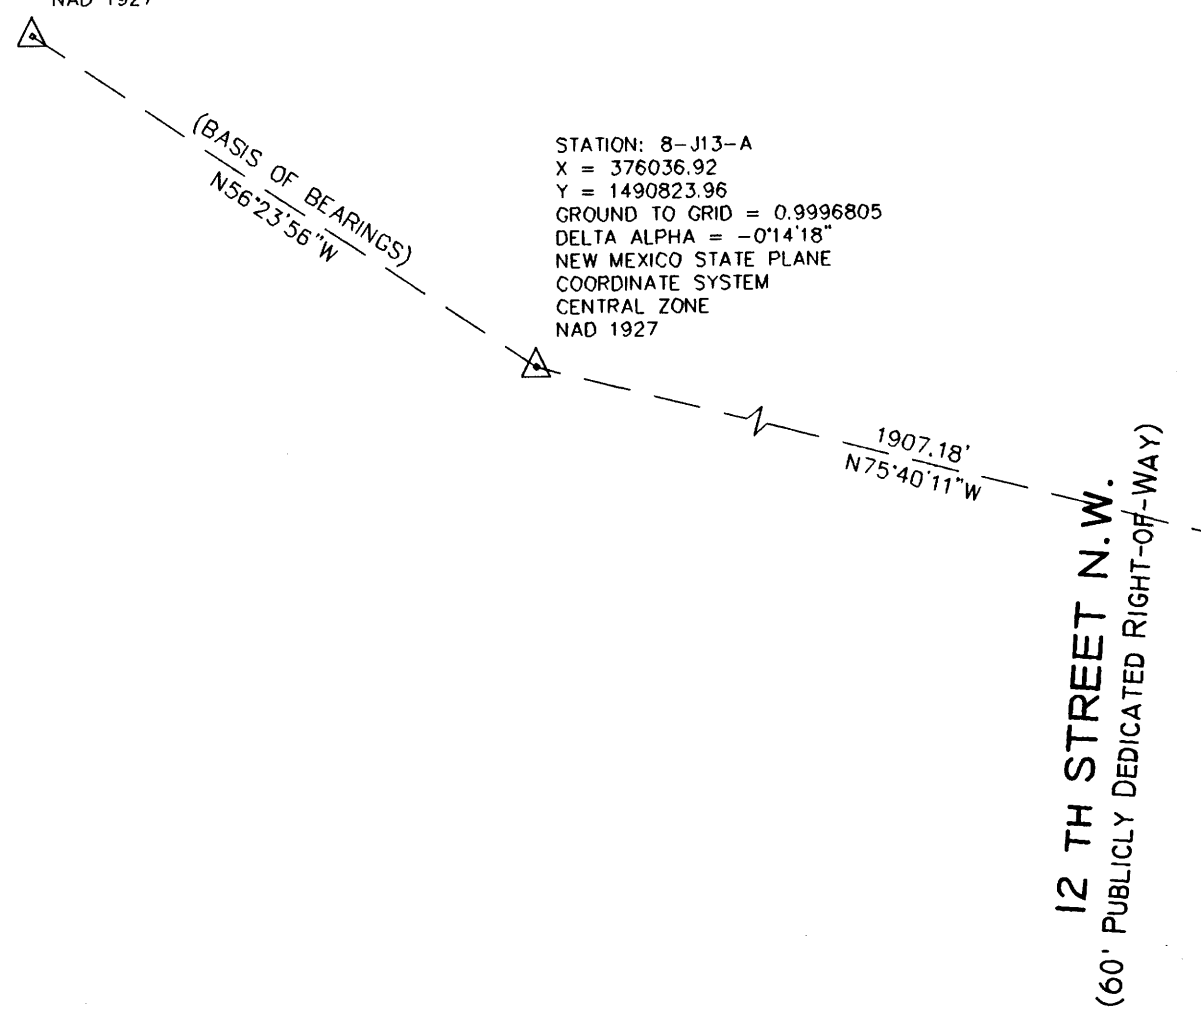 NAD 1927
(BASIS OF BEARINGS)
N56°23'56"W
STATION: 8-J13-A
X = 376036.92
Y = 1490823.96
GROUND TO GRID = 0.9996805
DELTA ALPHA = -0°14'18"
NEW MEXICO STATE PLANE
COORDINATE SYSTEM
CENTRAL ZONE
NAD 1927
1907.18'
N75°40'11"W
12 TH STREET N.W.
(60' PUBLICLY DEDICATED RIGHT-OF-WAY)